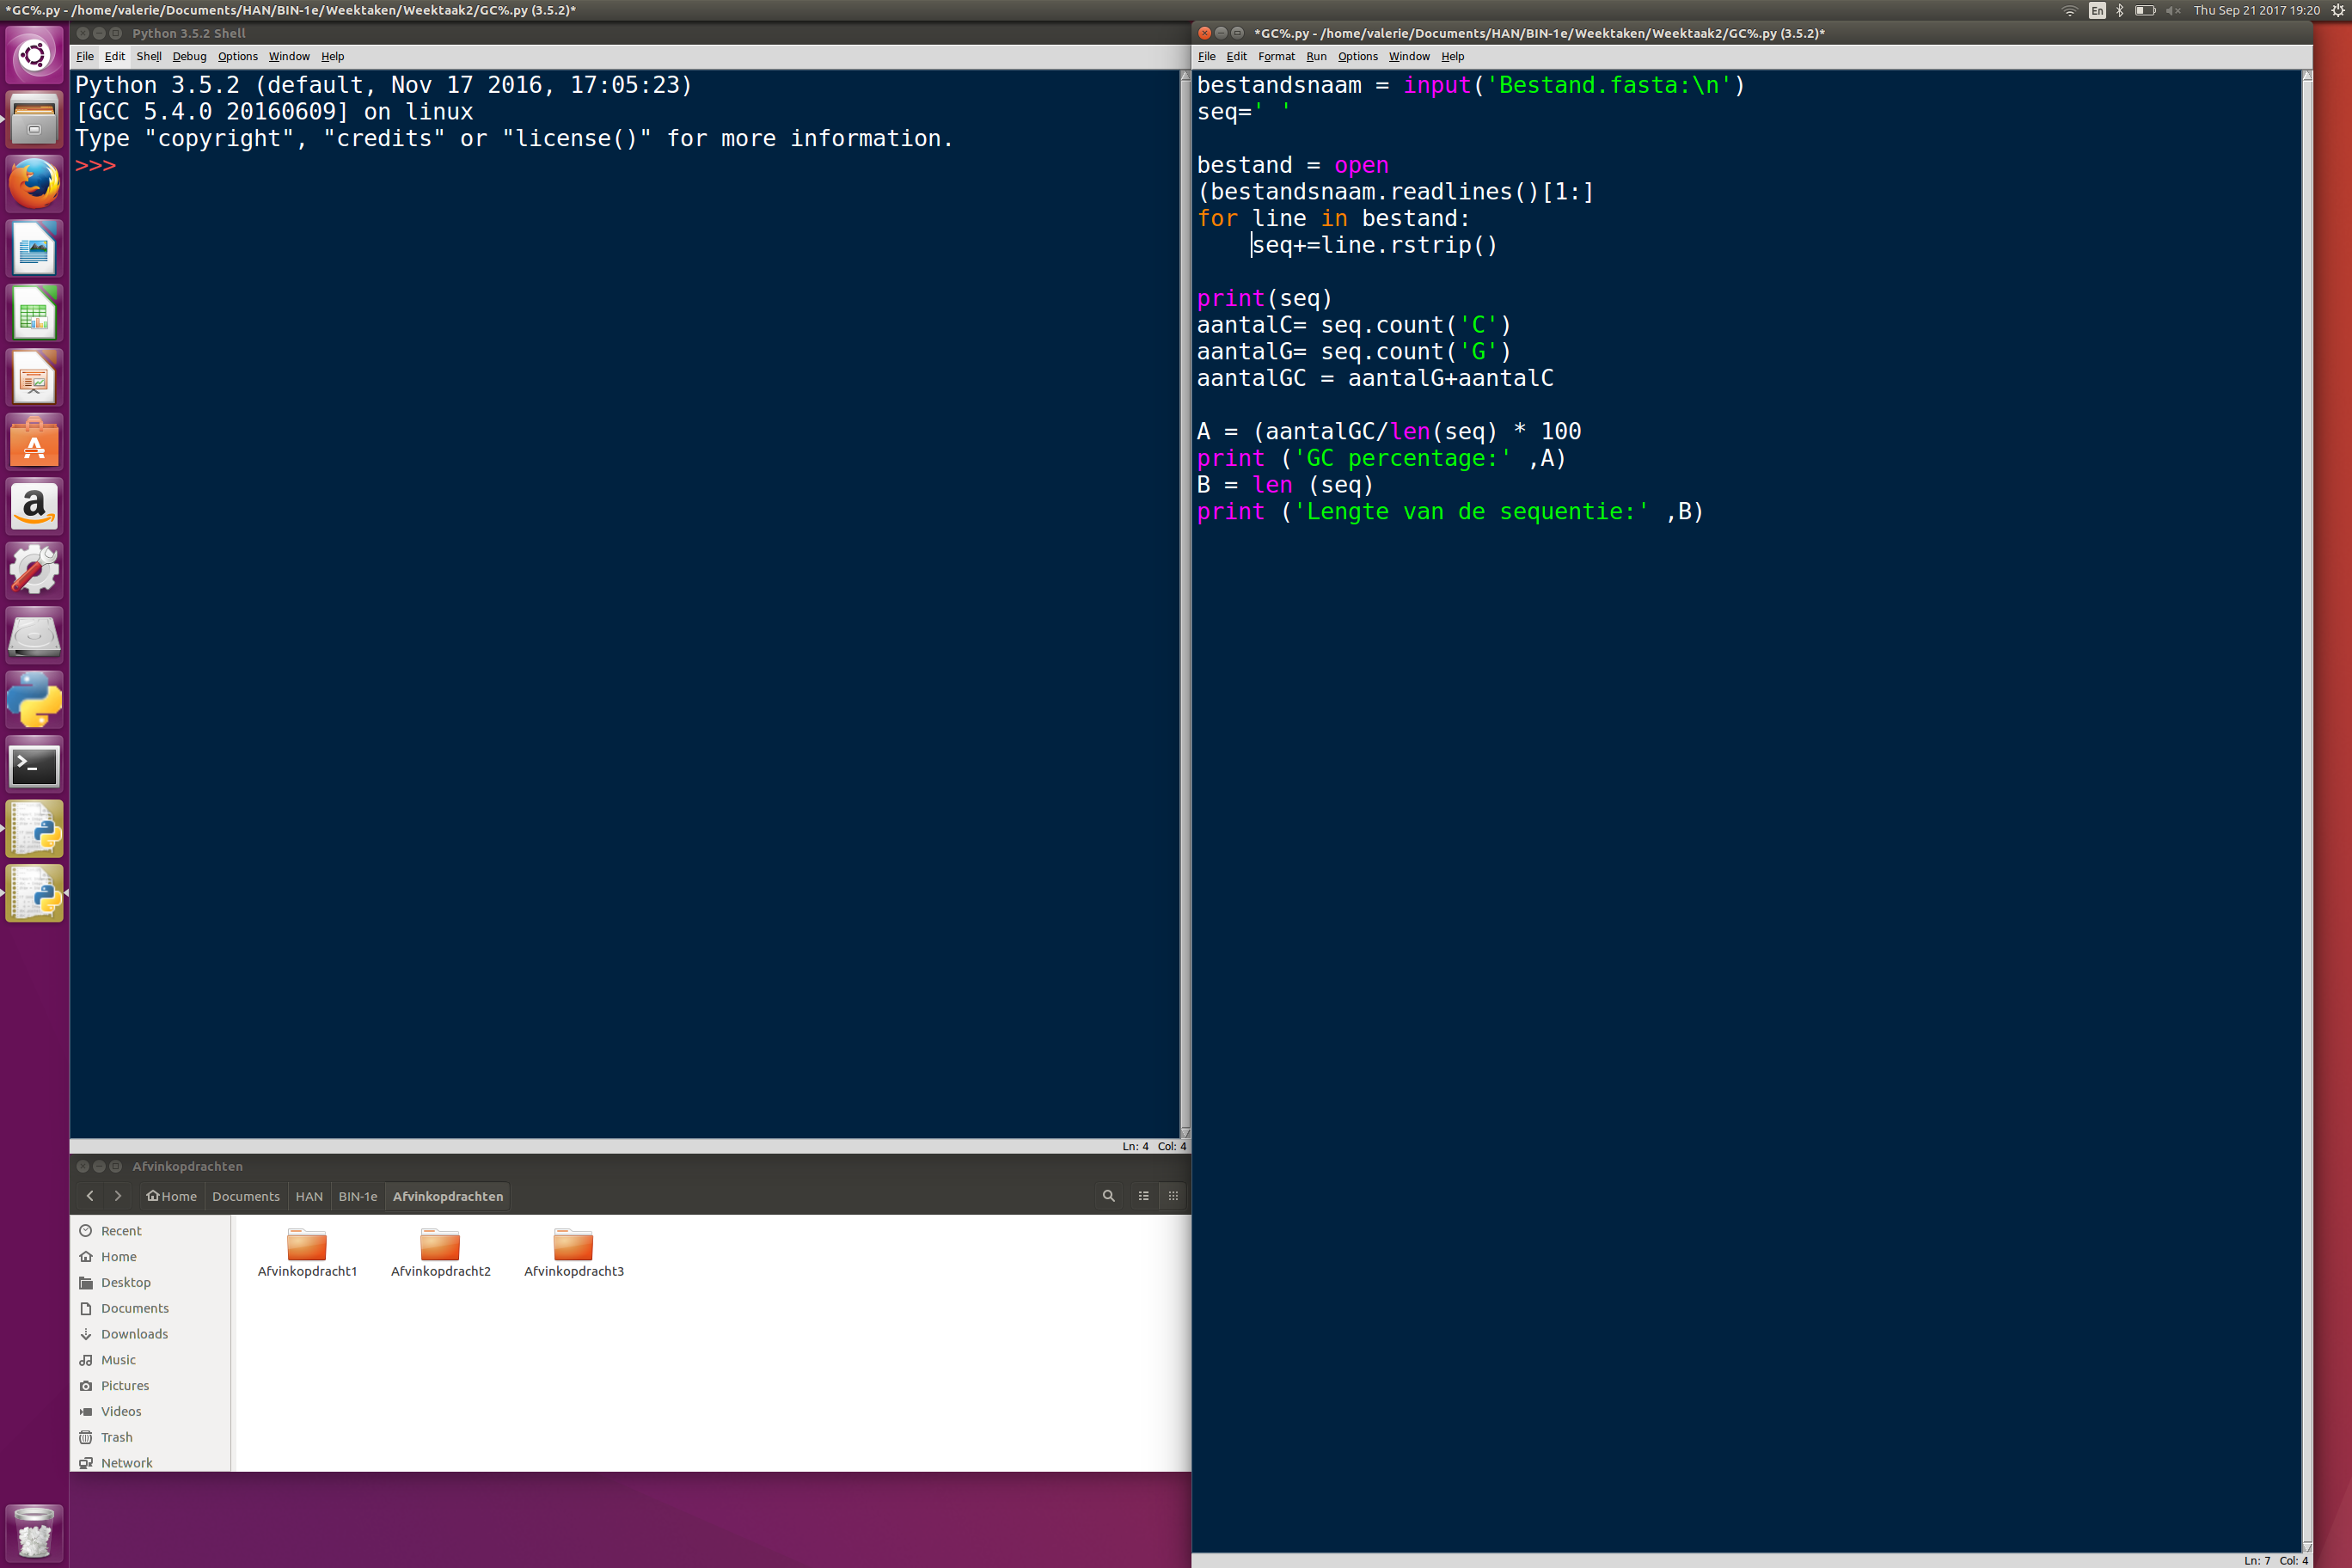 *GC%.py - /home/valerie/Documents/HAN/BIN-1e/Weektaken/Weektaak2/GC%.py (3.5.2)*
En
Thu Sep 21 2017 19:20
Python 3.5.2 Shell
File Edit Shell Debug Options Window Help
Python 3.5.2 (default, Nov 17 2016, 17:05:23)
[GCC 5.4.0 20160609] on linux
Type "copyright", "credits" or "license()" for more information.
>>>
Ln: 4 Col: 4
*GC%.py - /home/valerie/Documents/HAN/BIN-1e/Weektaken/Weektaak2/GC%.py (3.5.2)*
File Edit Format Run Options Window Help
bestandsnaam = input('Bestand.fasta:\n')
seq=' '
bestand = open
(bestandsnaam.readlines()[1:]
for line in bestand:
    seq+=line.rstrip()
print(seq)
aantalC= seq.count('C')
aantalG= seq.count('G')
aantalGC = aantalG+aantalC
A = (aantalGC/len(seq) * 100
print ('GC percentage:' ,A)
B = len (seq)
print ('Lengte van de sequentie:' ,B)
Ln: 7 Col: 4
Afvinkopdrachten
Home Documents HAN BIN-1e Afvinkopdrachten
Recent
Home
Desktop
Documents
Downloads
Music
Pictures
Videos
Trash
Network
Afvinkopdracht1
Afvinkopdracht2
Afvinkopdracht3